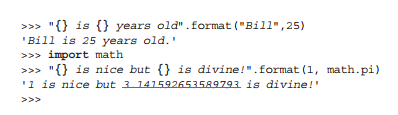 >>> "{} is {} years old".format("Bill",25)
'Bill is 25 years old.'
>>> import math
>>> "{} is nice but {} is divine!".format(1, math.pi)
'1 is nice but 3.141592653589793 is divine!'
>>>